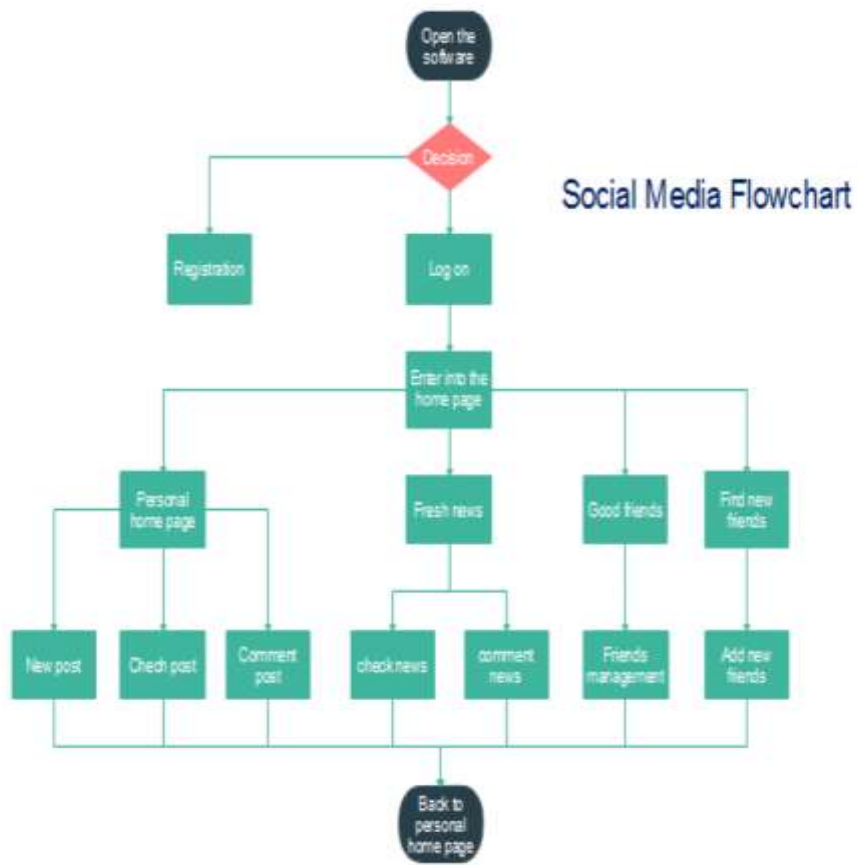 Open the
software
Decision
Social Media Flowchart
Registration
Log on
Enter into the
home page
Personal
home page
Fresh news
Good friends
Find new
friends
New post
Chech post
Comment
post
check news
comment
news
Friends
management
Add new
friends
Back to
personal
home page